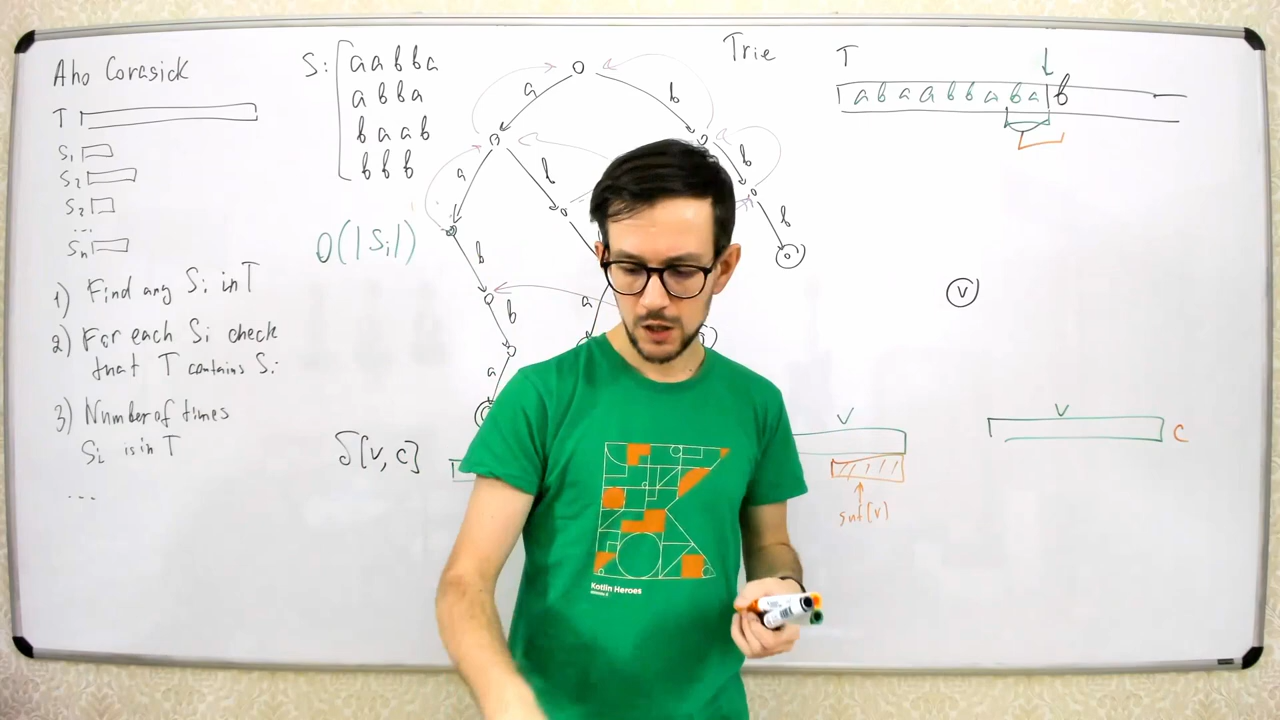 Aho Corasick
T
S1
S2
S2
...
Sn
1) Find any Si in T
2) For each Si check
that T contains Si
3) Number of times
Si is in T
...
S:
aabba
abba
baab
bbb
O(|Si|)
δ[v, c]
Trie
a
b
a
b
b
b
b
b
a
a
T
abaabbaba b
v
v
suf[v]
v
c
Kotlin Heroes